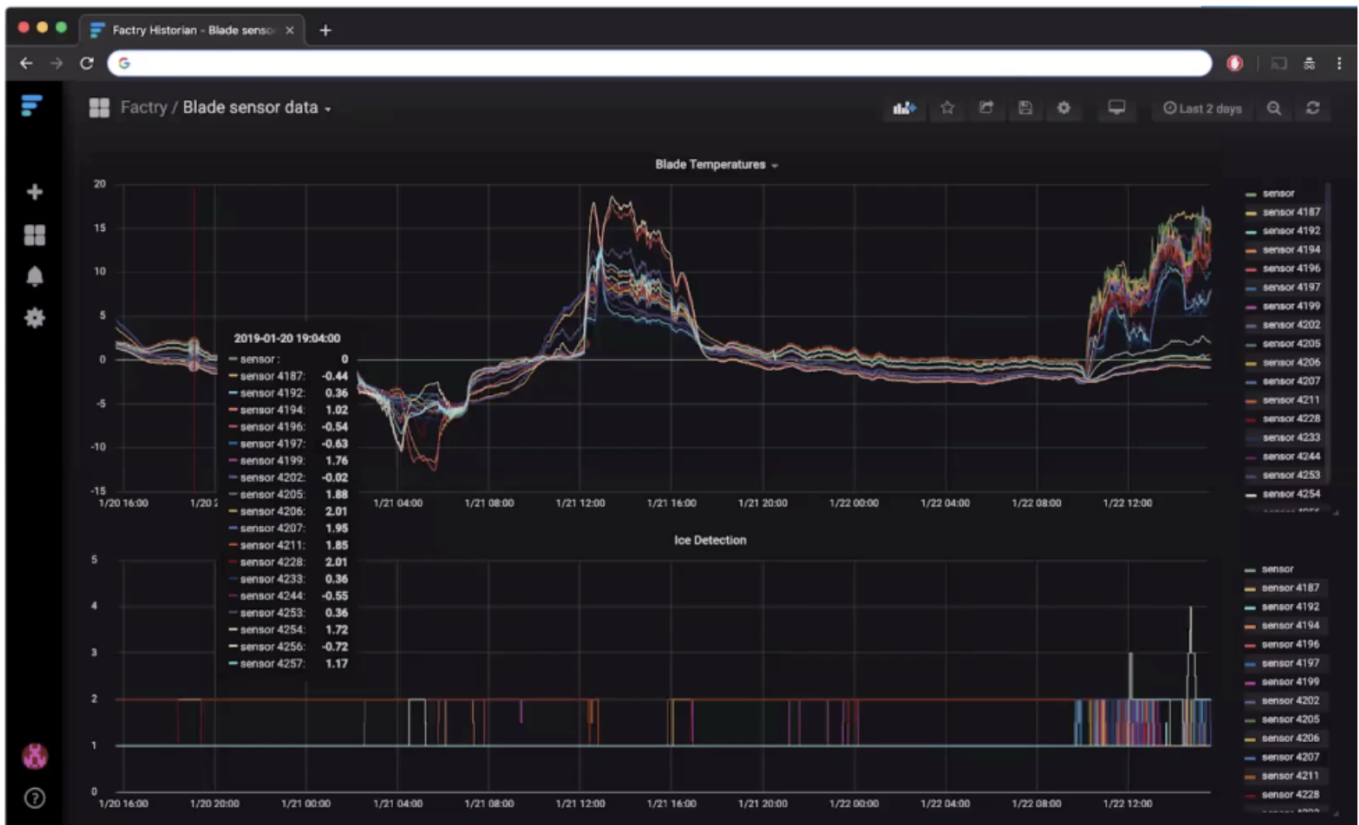 Factry Historian - Blade senso
Factry / Blade sensor data
Last 2 days
Blade Temperatures
20
15
10
5
0
-5
-10
-15
1/20 16:00
1/20 2
1/21 04:00
1/21 08:00
1/21 12:00
1/21 16:00
1/21 20:00
1/22 00:00
1/22 04:00
1/22 08:00
1/22 12:00
sensor
sensor 4187
sensor 4192
sensor 4194
sensor 4196
sensor 4197
sensor 4199
sensor 4202
sensor 4205
sensor 4206
sensor 4207
sensor 4211
sensor 4228
sensor 4233
sensor 4244
sensor 4253
sensor 4254
2019-01-20 19:04:00
sensor : 0
sensor 4187: -0.44
sensor 4192: 0.36
sensor 4194: 1.02
sensor 4196: -0.54
sensor 4197: -0.63
sensor 4199: 1.76
sensor 4202: -0.02
sensor 4205: 1.88
sensor 4206: 2.01
sensor 4207: 1.95
sensor 4211: 1.85
sensor 4228: 2.01
sensor 4233: 0.36
sensor 4244: -0.55
sensor 4253: 0.36
sensor 4254: 1.72
sensor 4256: -0.72
sensor 4257: 1.17
Ice Detection
5
4
3
2
1
0
1/20 16:00
1/20 20:00
1/21 00:00
1/21 04:00
1/21 08:00
1/21 12:00
1/21 16:00
1/21 20:00
1/22 00:00
1/22 04:00
1/22 08:00
1/22 12:00
sensor
sensor 4187
sensor 4192
sensor 4194
sensor 4196
sensor 4197
sensor 4199
sensor 4202
sensor 4205
sensor 4206
sensor 4207
sensor 4211
sensor 4228